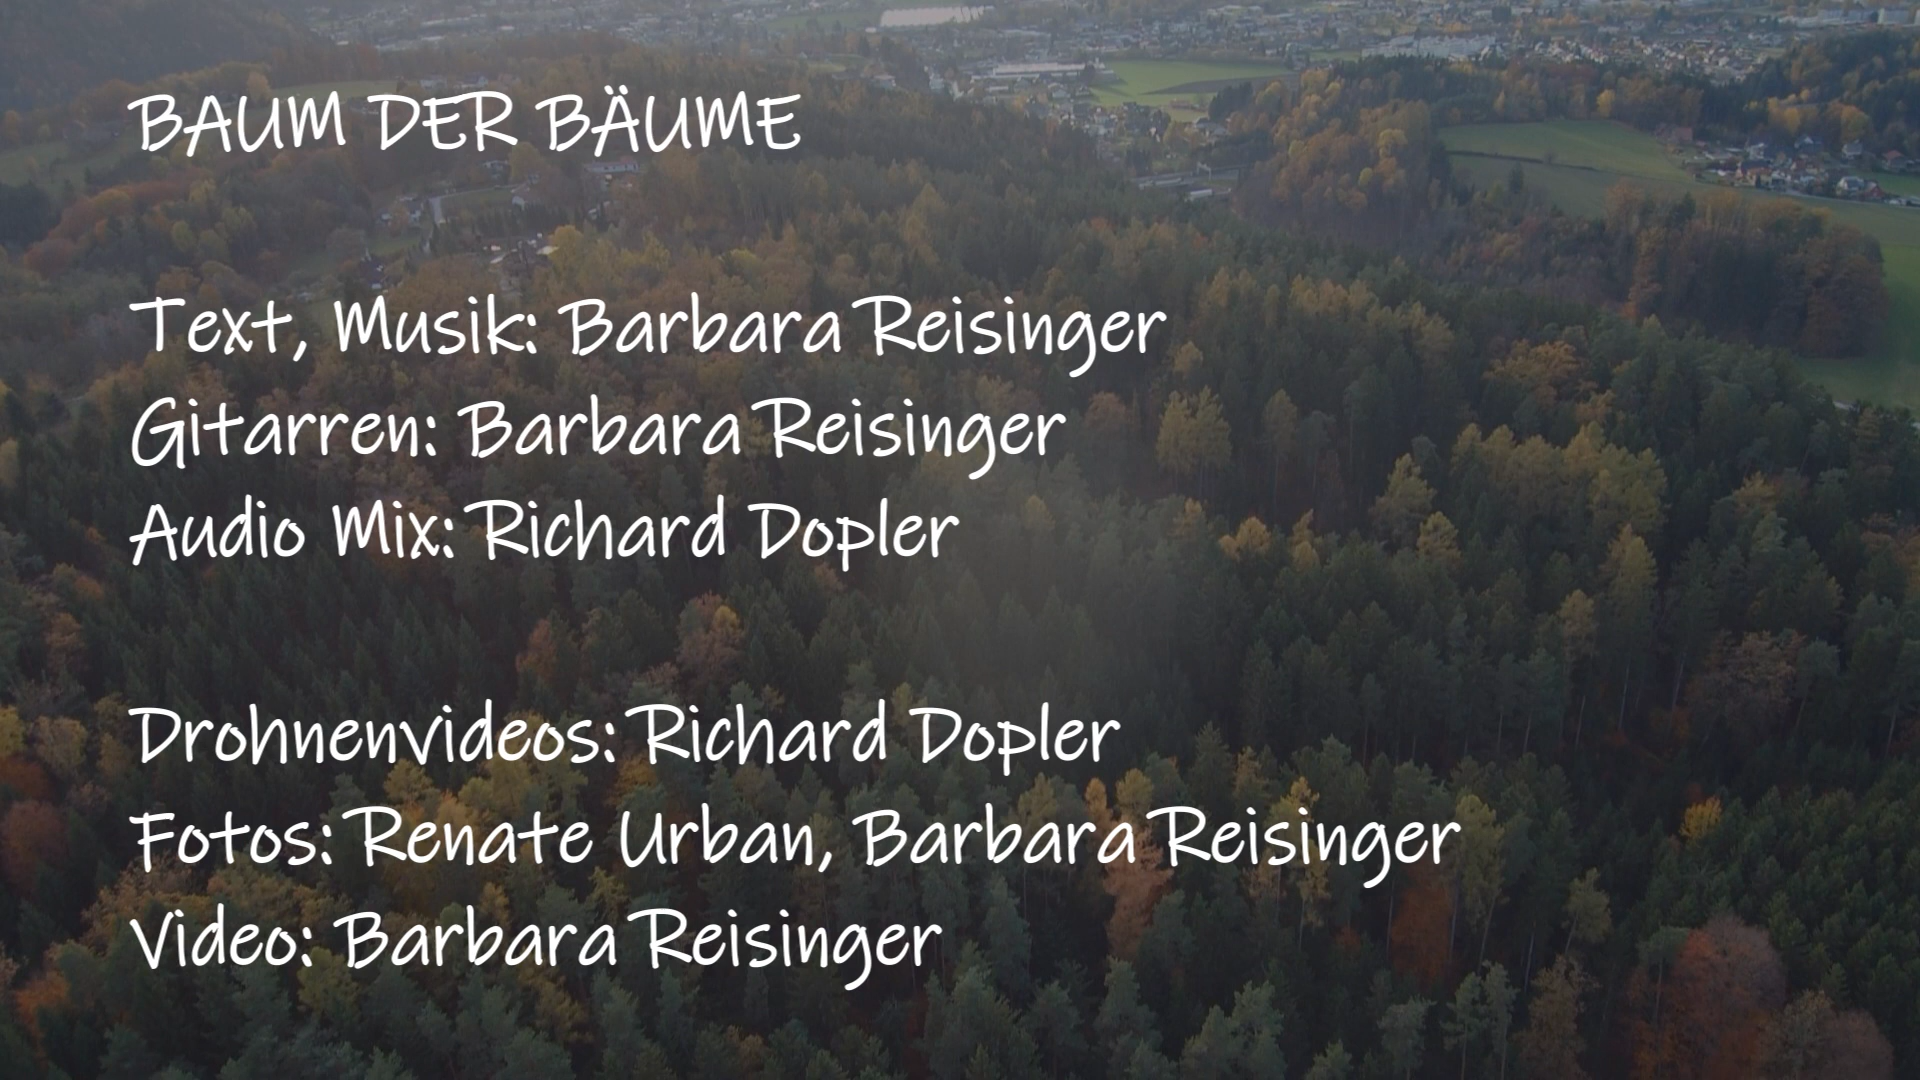 BAUM DER BÄUME
Text, Musik: Barbara Reisinger
Gitarren: Barbara Reisinger
Audio Mix: Richard Dopler
Drohnenvideos: Richard Dopler
Fotos: Renate Urban, Barbara Reisinger
Video: Barbara Reisinger